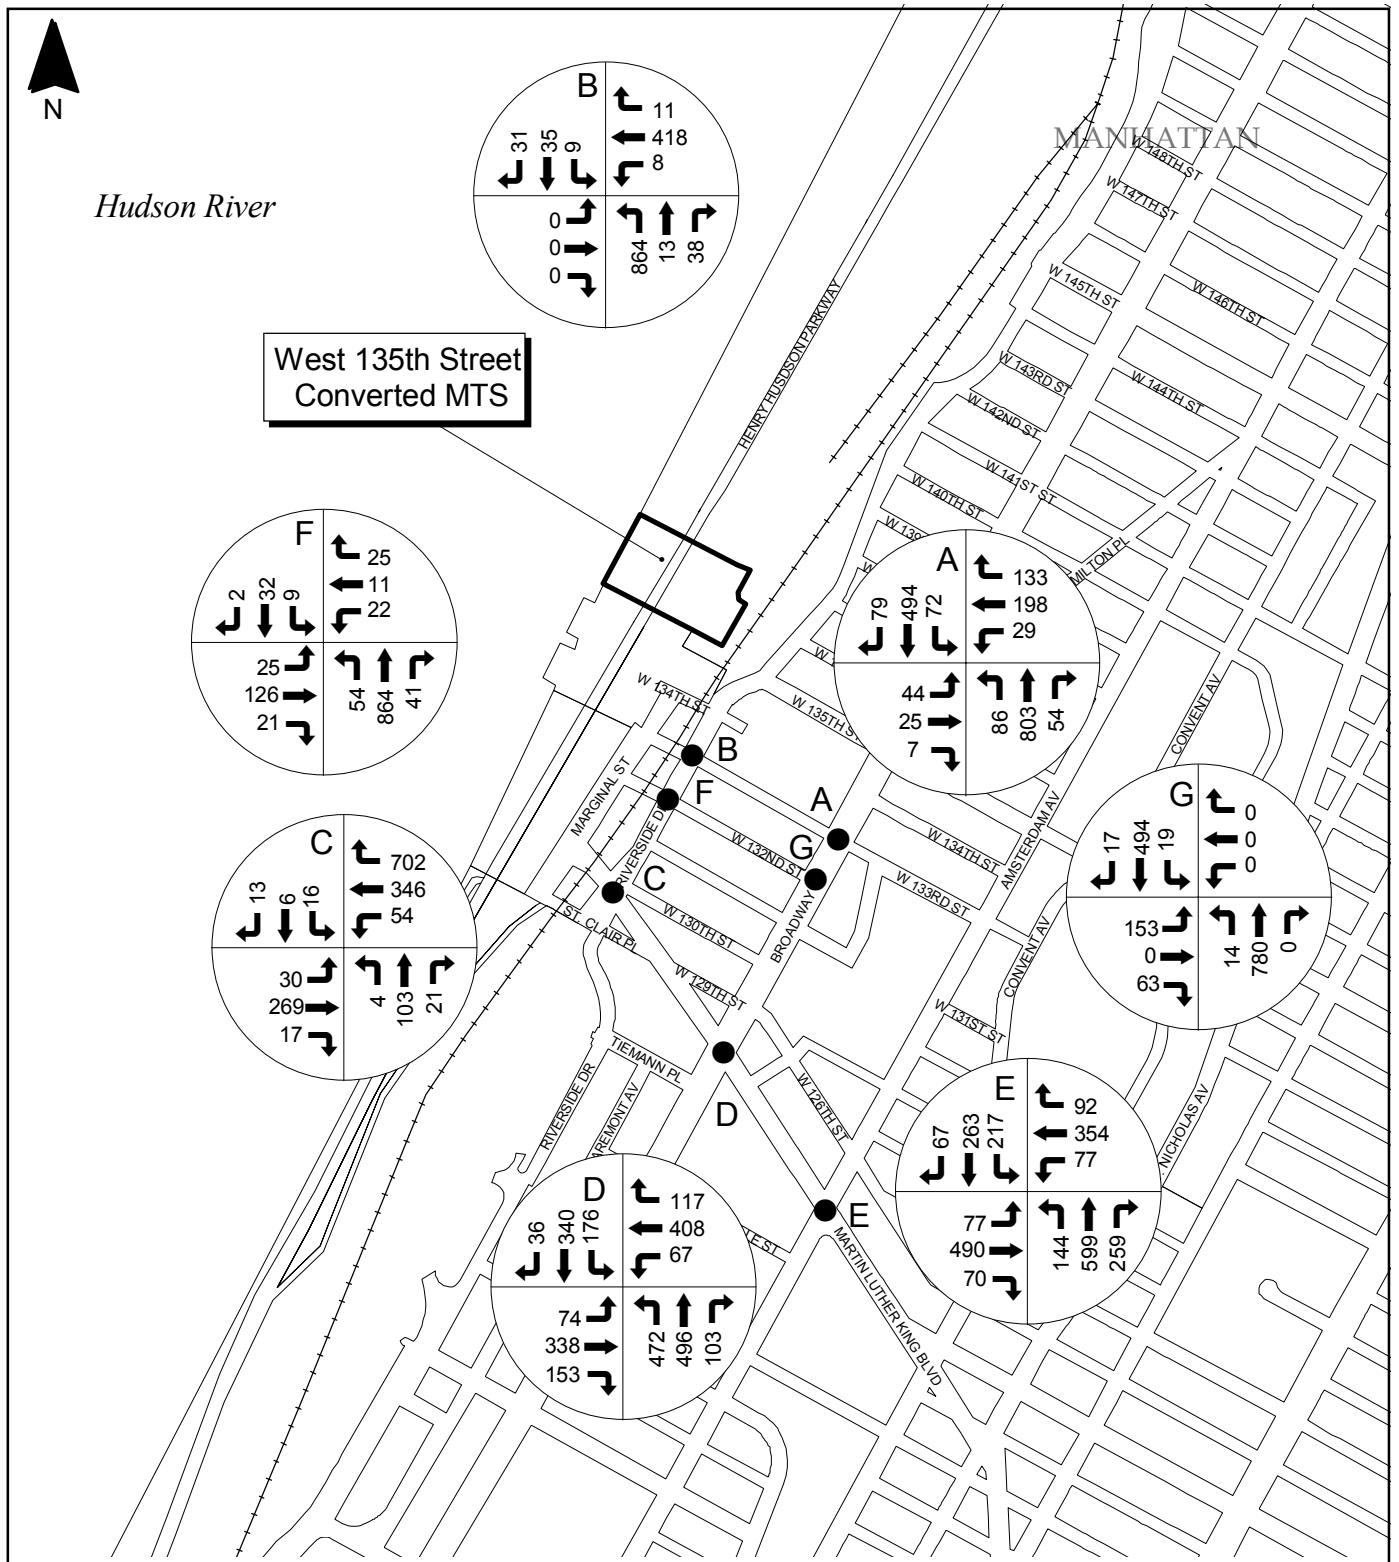 N
Hudson River
MANHATTAN
B
31
35
9
11
418
8
0
0
0
864
13
38
West 135th Street
Converted MTS
HENRY HUSDSON PARKWAY
W 148TH ST
W 147TH ST
W 145TH ST
W 146TH ST
W 143RD ST
W 144TH ST
W 142ND ST
W 141ST ST
W 140TH ST
W 139
MILTON PL
F
2
32
9
25
11
22
25
126
21
54
864
41
A
79
494
72
133
198
29
44
25
7
86
803
54
W 134TH ST
W 135TH ST
CONVENT AV
MARGINAL ST
B
F
A
G
RIVERSIDE DR
W 132ND ST
W 134TH ST
AMSTERDAM AV
W 133RD ST
G
17
494
19
0
0
0
153
0
63
14
780
0
C
13
6
16
702
346
54
30
269
17
4
103
21
C
ST. CLAIR PL
W 130TH ST
BROADWAY
W 129TH ST
CONVENT AV
W 131ST ST
TIEMANN PL
D
W 126TH ST
RIVERSIDE DR
AREMONT AV
NICHOLAS AV
E
67
263
217
92
354
77
77
490
70
144
599
259
D
36
340
176
117
408
67
74
338
153
472
496
103
LE ST
E
MARTIN LUTHER KING BLVD